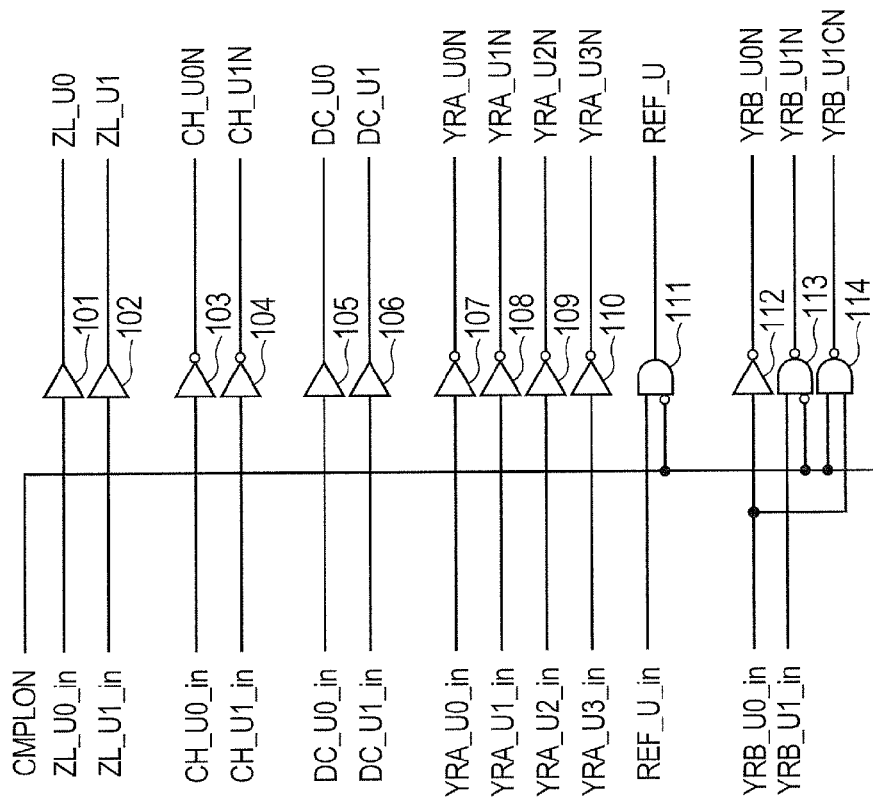 CMPLON
ZL_U0_in 101 ZL_U0
ZL_U1_in 102 ZL_U1
CH_U0_in 103 CH_U0N
CH_U1_in 104 CH_U1N
DC_U0_in 105 DC_U0
DC_U1_in 106 DC_U1
YRA_U0_in 107 YRA_U0N
YRA_U1_in 108 YRA_U1N
YRA_U2_in 109 YRA_U2N
YRA_U3_in 110 YRA_U3N
REF_U_in 111 REF_U
YRB_U0_in 112 YRB_U0N
YRB_U1_in 113 YRB_U1N
114 YRB_U1CN